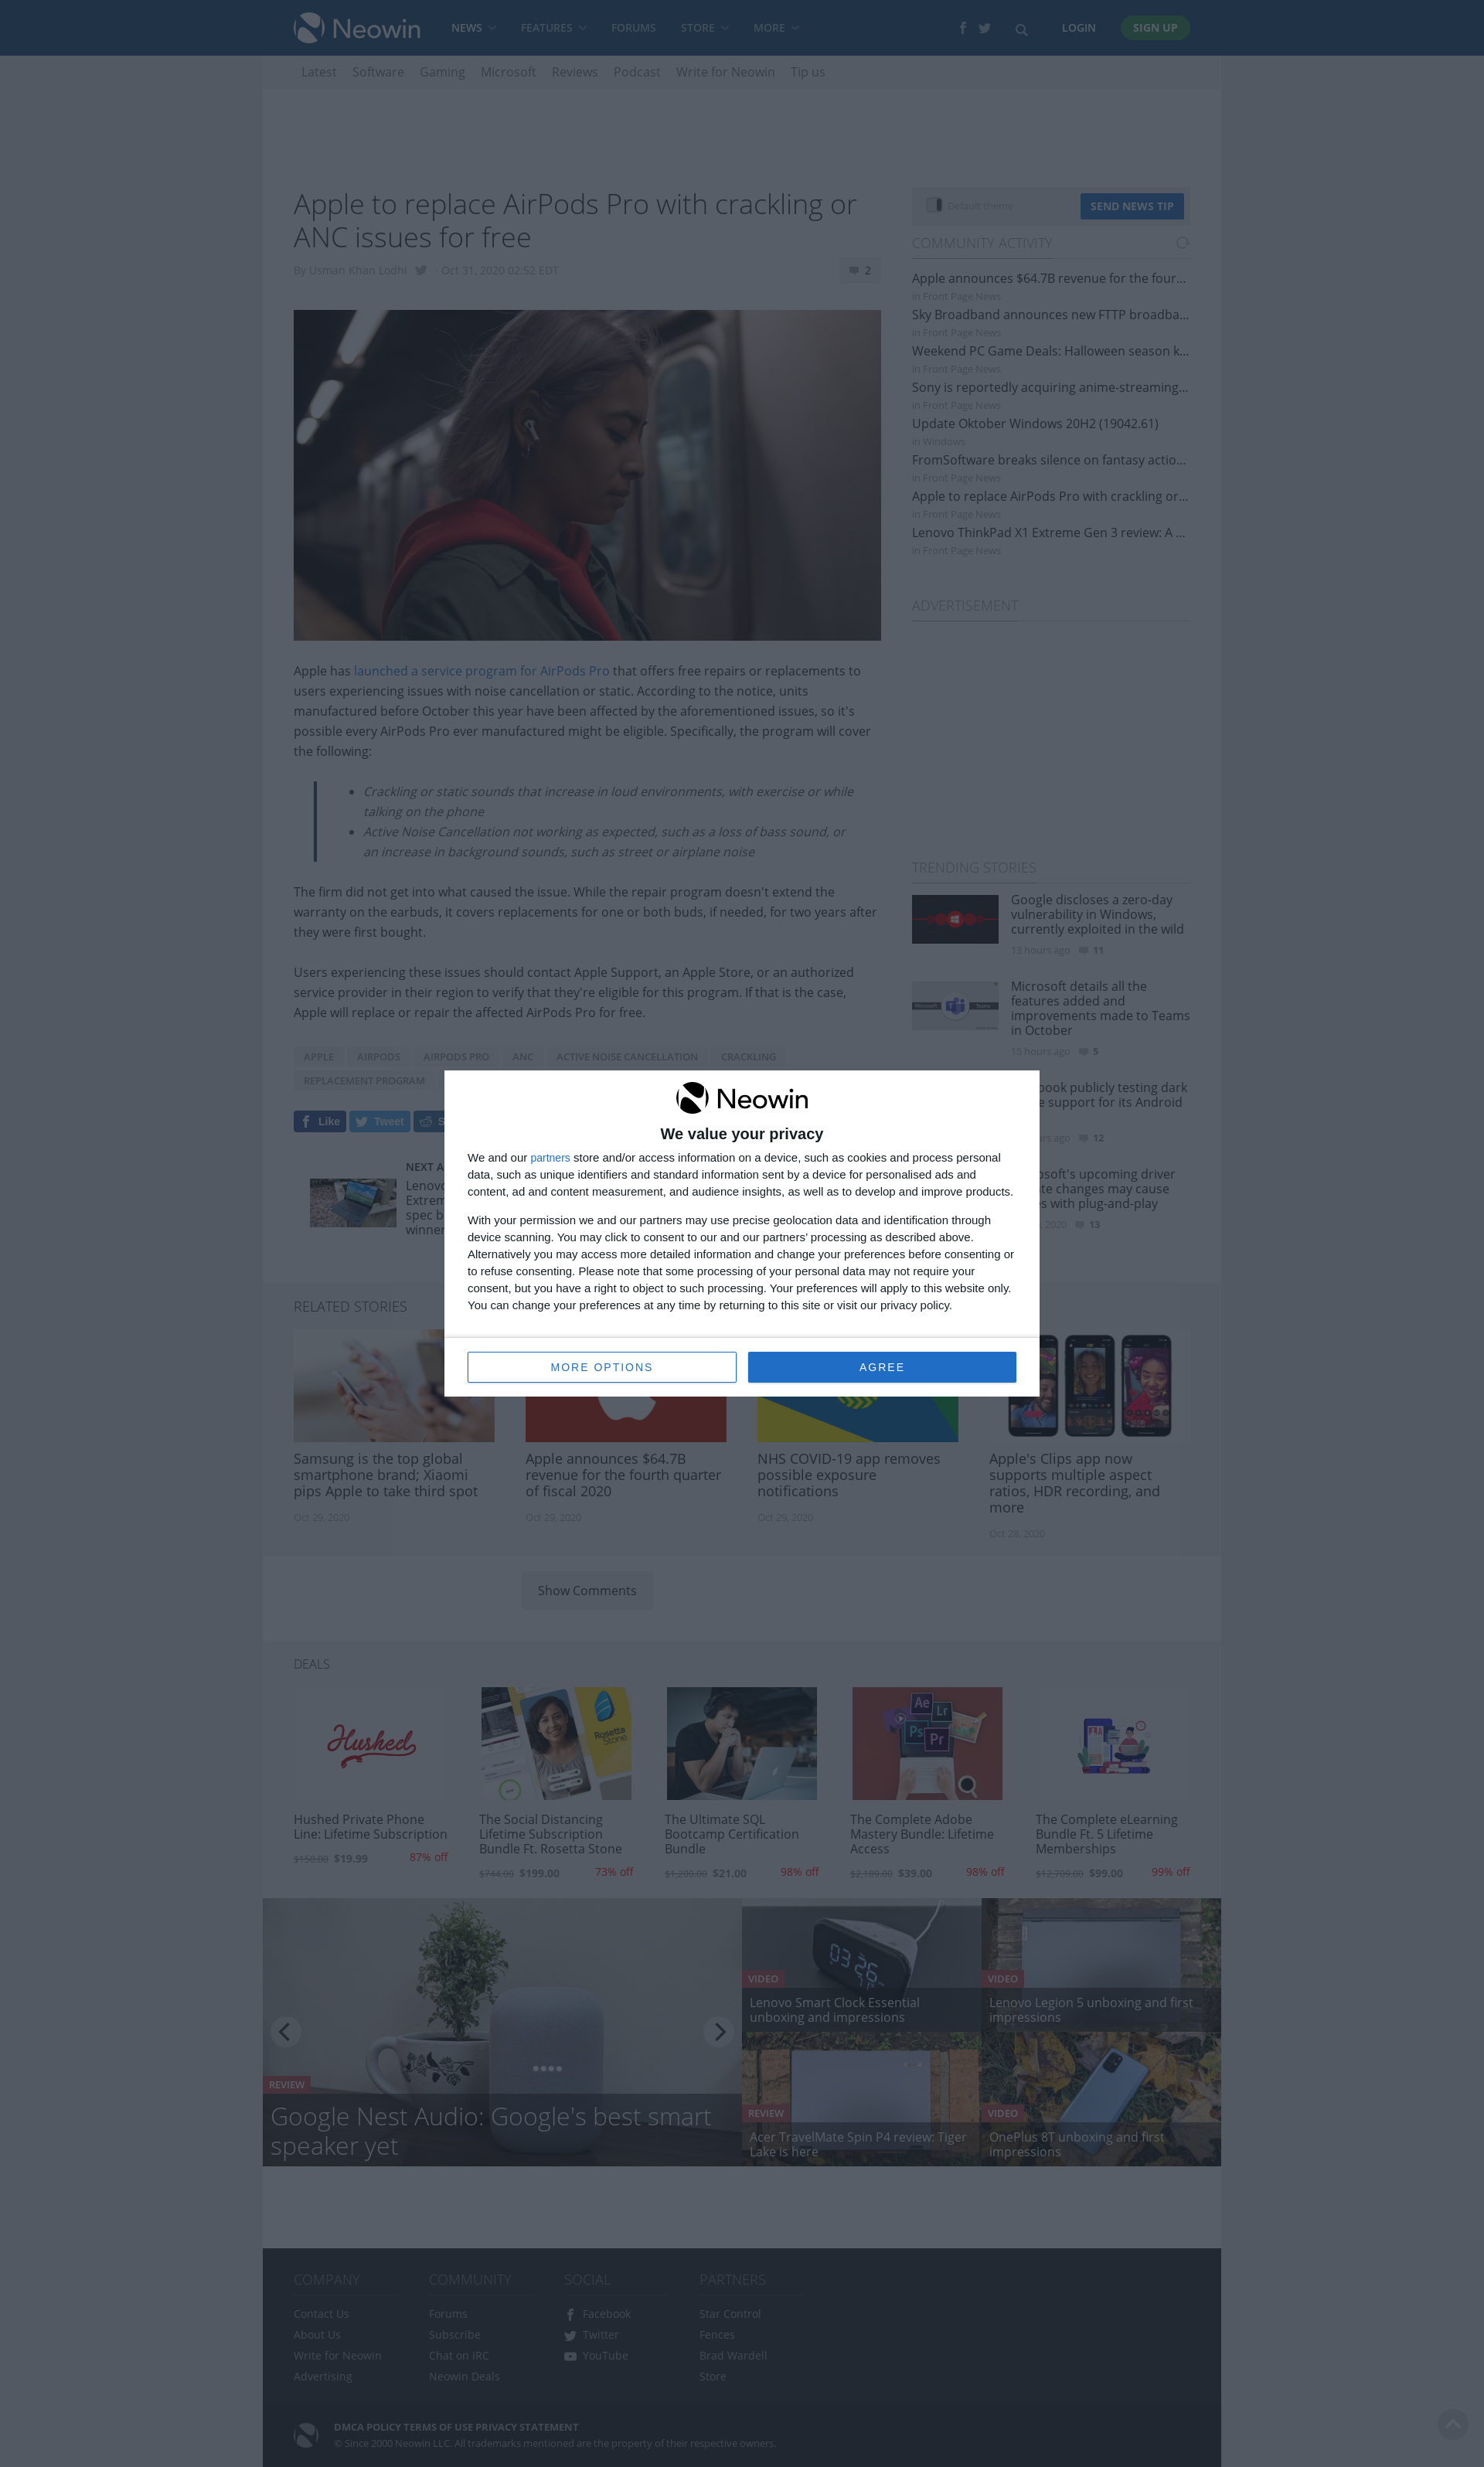 Neowin
NEWS
FEATURES
FORUMS
STORE
MORE
LOGIN
SIGN UP
Latest
Software
Gaming
Microsoft
Reviews
Podcast
Write for Neowin
Tip us
Apple to replace AirPods Pro with crackling or
ANC issues for free
By Usman Khan Lodhi · Oct 31, 2020 02:52 EDT
2
Apple has launched a service program for AirPods Pro that offers free repairs or replacements to
users experiencing issues with noise cancellation or static. According to the notice, units
manufactured before October this year have been affected by the aforementioned issues, so it's
possible every AirPods Pro ever manufactured might be eligible. Specifically, the program will cover
the following:
• Crackling or static sounds that increase in loud environments, with exercise or while
talking on the phone
• Active Noise Cancellation not working as expected, such as a loss of bass sound, or
an increase in background sounds, such as street or airplane noise
The firm did not get into what caused the issue. While the repair program doesn't extend the
warranty on the earbuds, it covers replacements for one or both buds, if needed, for two years after
they were first bought.
Users experiencing these issues should contact Apple Support, an Apple Store, or an authorized
service provider in their region to verify that they're eligible for this program. If that is the case,
Apple will replace or repair the affected AirPods Pro for free.
APPLE
AIRPODS
AIRPODS PRO
ANC
ACTIVE NOISE CANCELLATION
CRACKLING
REPLACEMENT PROGRAM
Like
Tweet
S
NEXT A
Lenovo
Extrem
spec b
winner
Default theme
SEND NEWS TIP
COMMUNITY ACTIVITY
Apple announces $64.7B revenue for the four...
in Front Page News
Sky Broadband announces new FTTP broadba...
in Front Page News
Weekend PC Game Deals: Halloween season k...
in Front Page News
Sony is reportedly acquiring anime-streaming...
in Front Page News
Update Oktober Windows 20H2 (19042.61)
in Windows
FromSoftware breaks silence on fantasy actio...
in Front Page News
Apple to replace AirPods Pro with crackling or...
in Front Page News
Lenovo ThinkPad X1 Extreme Gen 3 review: A ...
in Front Page News
ADVERTISEMENT
TRENDING STORIES
Google discloses a zero-day
vulnerability in Windows,
currently exploited in the wild
13 hours ago
11
Microsoft details all the
features added and
improvements made to Teams
in October
15 hours ago
5
book publicly testing dark
support for its Android
ago
12
osoft's upcoming driver
te changes may cause
es with plug-and-play
2020
13
Neowin
We value your privacy
We and our partners store and/or access information on a device, such as cookies and process personal
data, such as unique identifiers and standard information sent by a device for personalised ads and
content, ad and content measurement, and audience insights, as well as to develop and improve products.
With your permission we and our partners may use precise geolocation data and identification through
device scanning. You may click to consent to our and our partners’ processing as described above.
Alternatively you may access more detailed information and change your preferences before consenting or
to refuse consenting. Please note that some processing of your personal data may not require your
consent, but you have a right to object to such processing. Your preferences will apply to this website only.
You can change your preferences at any time by returning to this site or visit our privacy policy.
MORE OPTIONS
AGREE
RELATED STORIES
Samsung is the top global
smartphone brand; Xiaomi
pips Apple to take third spot
Oct 29, 2020
Apple announces $64.7B
revenue for the fourth quarter
of fiscal 2020
Oct 29, 2020
NHS COVID-19 app removes
possible exposure
notifications
Oct 29, 2020
Apple's Clips app now
supports multiple aspect
ratios, HDR recording, and
more
Oct 28, 2020
Show Comments
DEALS
Hushed
Hushed Private Phone
Line: Lifetime Subscription
$150.00 $19.99 87% off
Rosetta
Stone
The Social Distancing
Lifetime Subscription
Bundle Ft. Rosetta Stone
$744.00 $199.00 73% off
The Ultimate SQL
Bootcamp Certification
Bundle
$1,200.00 $21.00 98% off
Ae
Lr
Ps
Pr
The Complete Adobe
Mastery Bundle: Lifetime
Access
$2,189.00 $39.00 98% off
The Complete eLearning
Bundle Ft. 5 Lifetime
Memberships
$12,709.00 $99.00 99% off
REVIEW
Google Nest Audio: Google's best smart
speaker yet
03:26
VIDEO
Lenovo Smart Clock Essential
unboxing and impressions
VIDEO
Lenovo Legion 5 unboxing and first
impressions
REVIEW
Acer TravelMate Spin P4 review: Tiger
Lake is here
VIDEO
OnePlus 8T unboxing and first
impressions
COMPANY
Contact Us
About Us
Write for Neowin
Advertising
COMMUNITY
Forums
Subscribe
Chat on IRC
Neowin Deals
SOCIAL
Facebook
Twitter
YouTube
PARTNERS
Star Control
Fences
Brad Wardell
Store
DMCA POLICY TERMS OF USE PRIVACY STATEMENT
© Since 2000 Neowin LLC. All trademarks mentioned are the property of their respective owners.